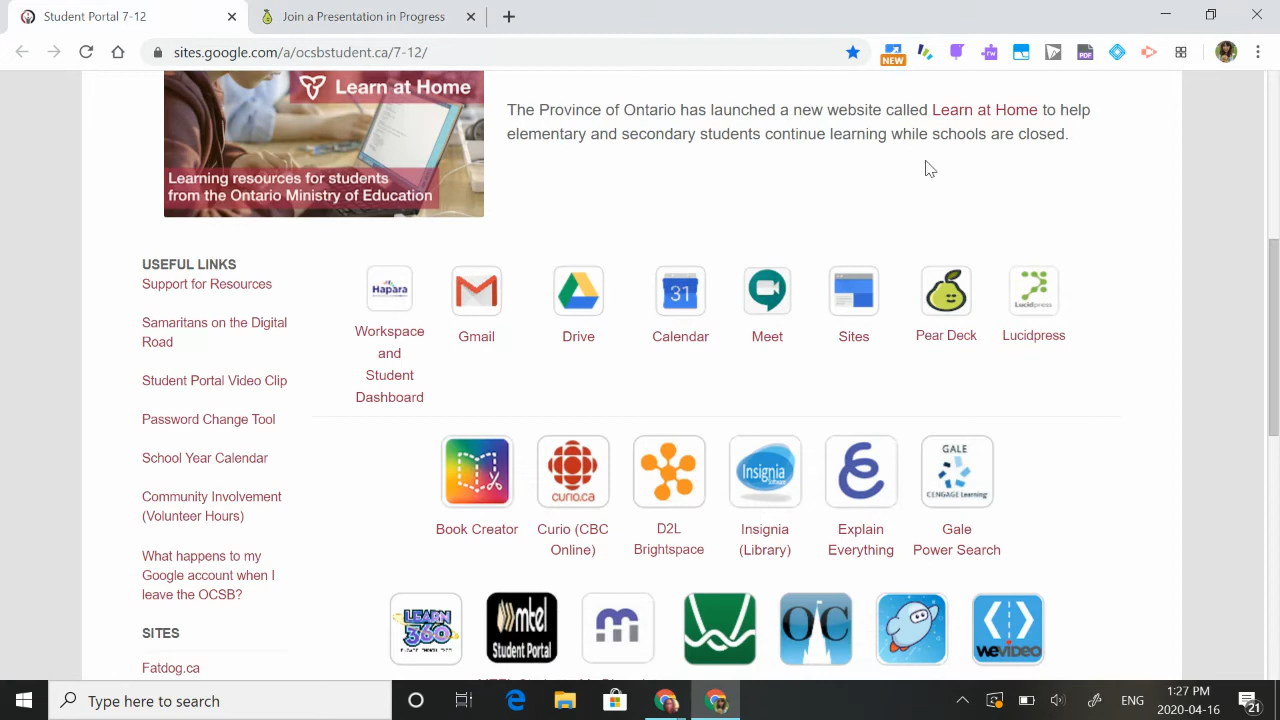 Student 7-12
Join a Presentation in Progress
sites.google.com/a/ocsbstudent.ca/7-12/
NEW
PDF
Learn at Home
Learning resources for students
from the Ontario Ministry of Education
The Province of Ontario has launched a new website called Learn at Home to help
elementary and secondary students continue learning while schools are closed.
USEFUL LINKS
Support for Resources
Samaritans on the Digital
Road
Student Portal Video Clip
Password Change Tool
School Year Calendar
Community Involvement
(Volunteer Hours)
What happens to my
Google account when I
leave the OCSB?
SITES
Fatdog.ca
Hapara
Workspace
and
Student
Dashboard
Gmail
Drive
31
Calendar
Meet
Sites
Pear Deck
Lucidpress
Lucidpress
Book Creator
curio.ca
Curio (CBC
Online)
D2L
Brightspace
Insignia
Software
Insignia
(Library)
Explain
Everything
GALE
CENGAGE Learning
Gale
Power Search
LEARN
360
mtel
Student Portal
m
OC
WeVideo
Type here to search
ENG
1:27 PM
2020-04-16
21